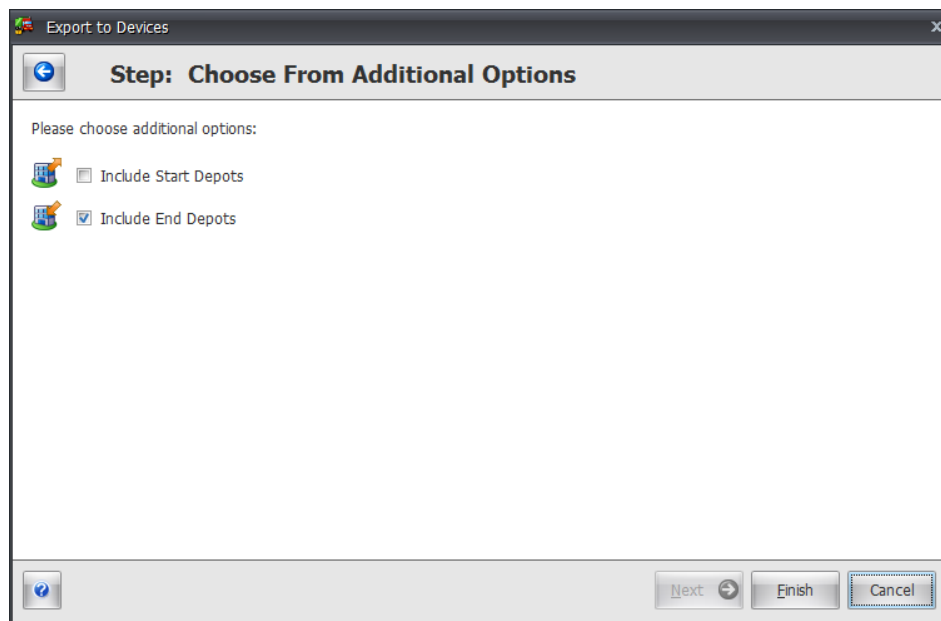 Export to Devices
Step: Choose From Additional Options
Please choose additional options:
Include Start Depots
Include End Depots
Next Finish Cancel